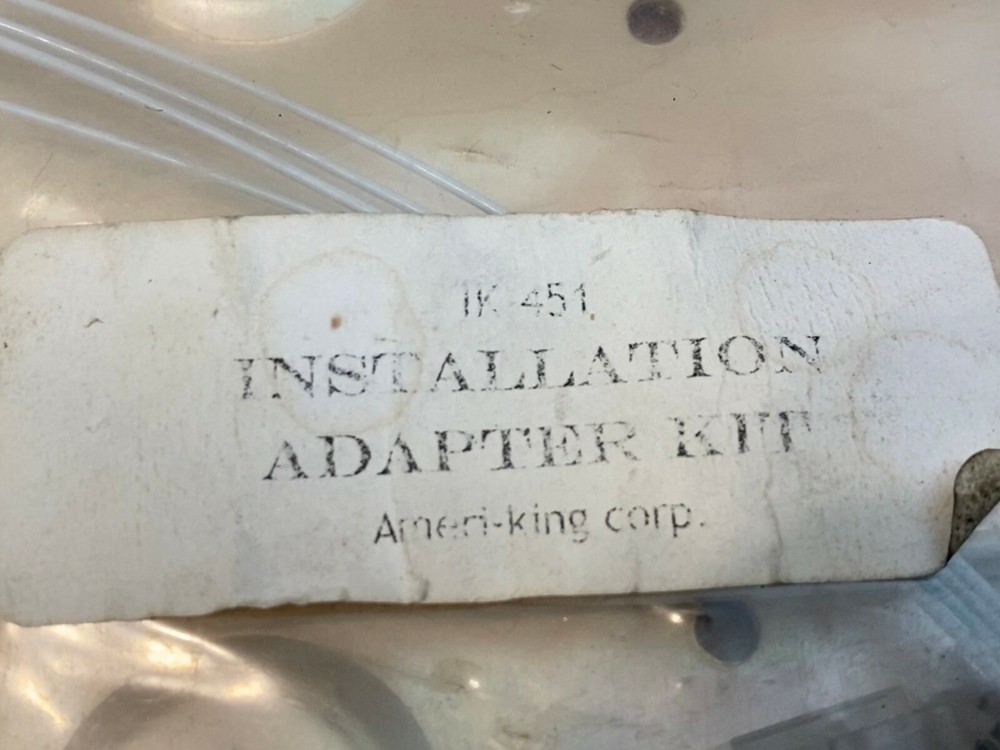 IK-451
INSTALLATION
ADAPTER KIT
Ameri-king corp.